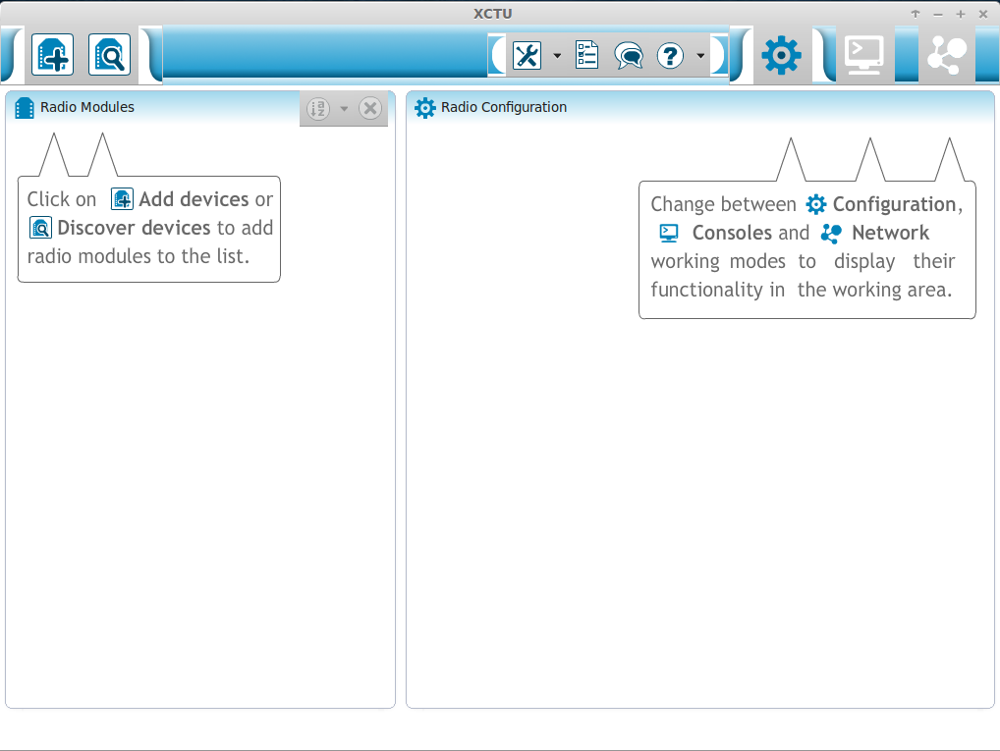 XCTU
Radio Modules
Radio Configuration
Click on Add devices or
Discover devices to add
radio modules to the list.
Change between Configuration,
Consoles and Network
working modes to display their
functionality in the working area.